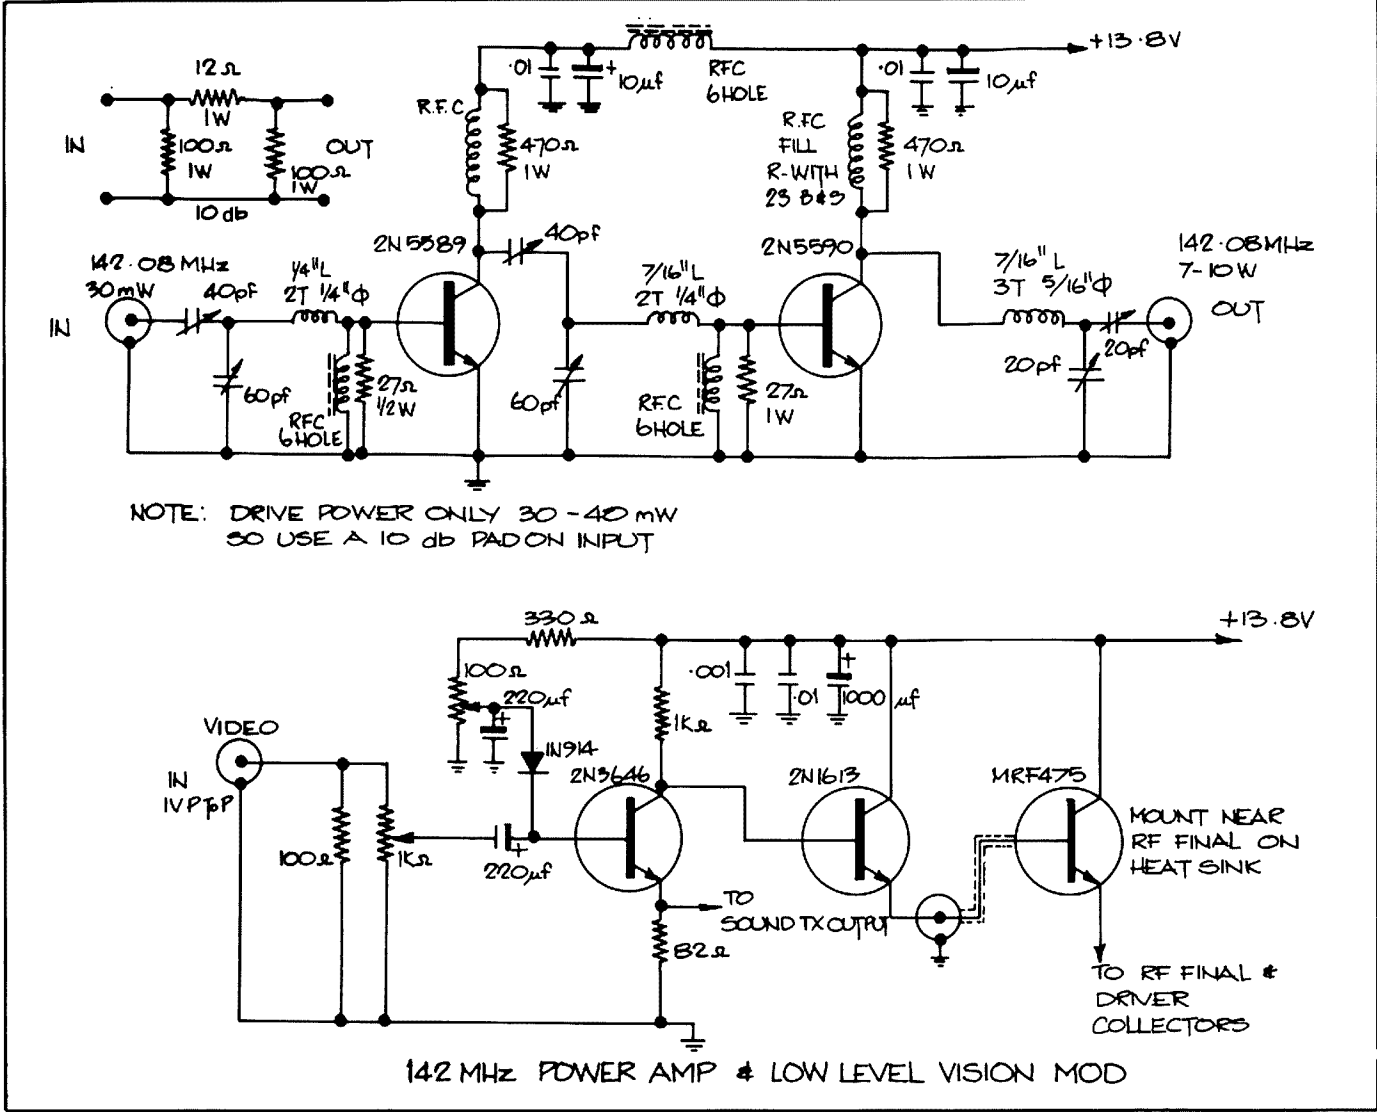 +13.8V
.01
+
10µf
RFC
6 HOLE
.01
10µf
12Ω
1W
IN
100Ω
1W
100Ω
1W
OUT
10 db
R.F.C
470Ω
1W
R.FC
FILL
R-WITH
23 B&S
470Ω
1W
2N5589
40pf
2N5590
142.08MHz
30mW
IN
40pf
60pf
1/4"L
2T 1/4"Φ
RFC
6HOLE
27Ω
1/2W
60pf
7/16"L
2T 1/4"Φ
R.F.C
6HOLE
27Ω
1W
7/16"L
3T 5/16"Φ
20pf
20pf
142.08MHz
7-10W
OUT
NOTE: DRIVE POWER ONLY 30-40mW
SO USE A 10 db PAD ON INPUT
330Ω
+13.8V
100Ω
220µf
+
1N914
1KΩ
.001
.01
+
1000µf
VIDEO
IN
1V P To P
100Ω
1KΩ
220µf
+
2N3646
2N1613
MRF475
TO
SOUND TX OUTPUT
82Ω
MOUNT NEAR
RF FINAL ON
HEAT SINK
TO RF FINAL &
DRIVER
COLLECTORS
142 MHz POWER AMP & LOW LEVEL VISION MOD